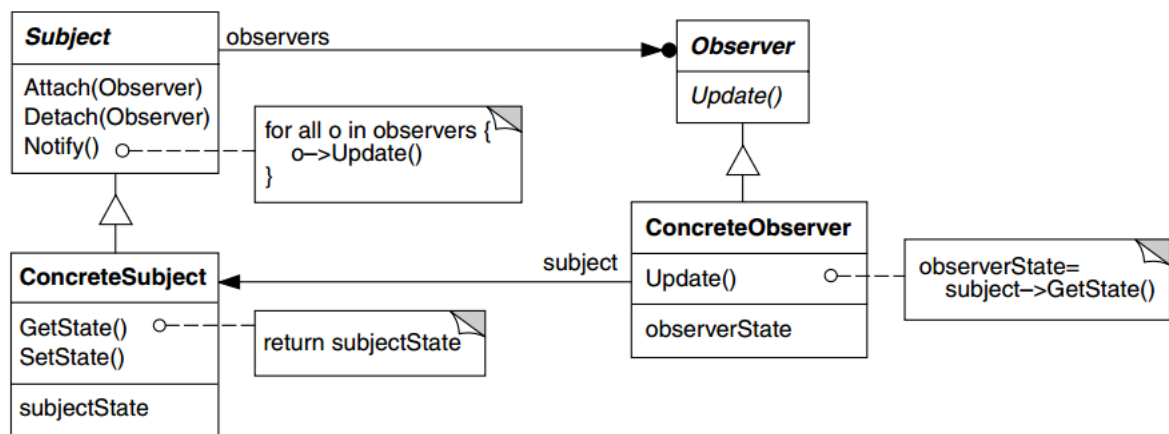 Subject
observers
Observer
Attach(Observer)
Detach(Observer)
Notify()
Update()
for all o in observers {
o–>Update()
}
ConcreteSubject
GetState()
SetState()
subjectState
return subjectState
subject
ConcreteObserver
Update()
observerState
observerState=
subject–>GetState()